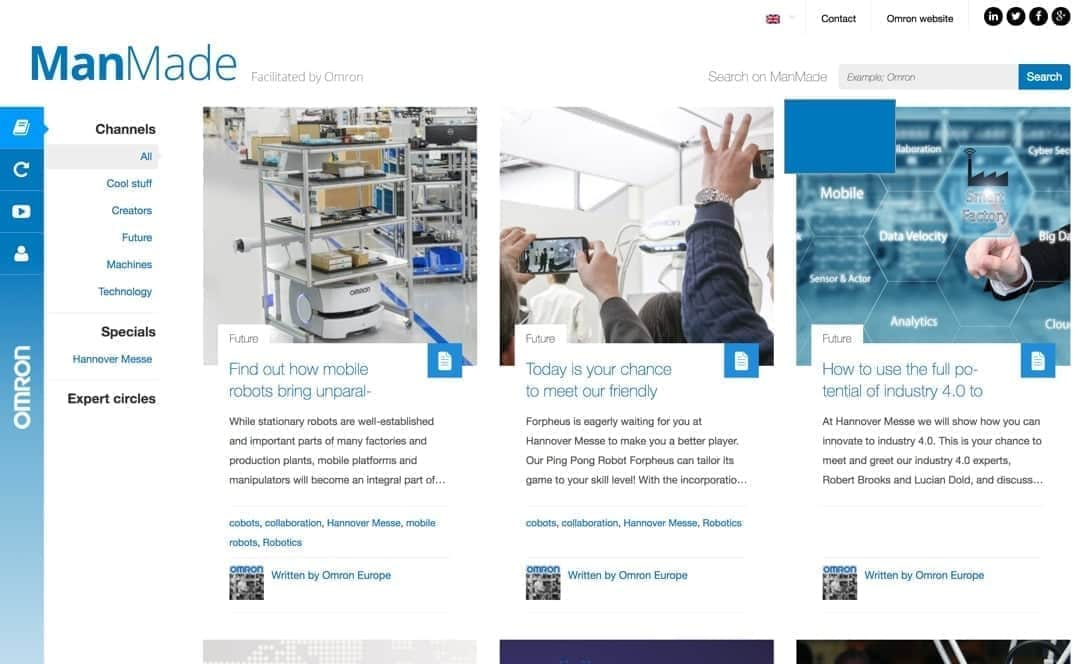 Contact
Omron website
ManMade
Facilitated by Omron
Search on ManMade
Example; Omron
Search
Channels
All
Cool stuff
Creators
Future
Machines
Technology
Specials
Hannover Messe
Expert circles
OMRON
OMRON
Future
Find out how mobile
robots bring unparal-
While stationary robots are well-established
and important parts of many factories and
production plants, mobile platforms and
manipulators will become an integral part of…
cobots, collaboration, Hannover Messe, mobile
robots, Robotics
OMRON
Written by Omron Europe
OMRON
Future
Today is your chance
to meet our friendly
Forpheus is eagerly waiting for you at
Hannover Messe to make you a better player.
Our Ping Pong Robot Forpheus can tailor its
game to your skill level! With the incorporatio…
cobots, collaboration, Hannover Messe, Robotics
OMRON
Written by Omron Europe
llaboration
Cyber Sec
Mobile
Smart
Factory
Data Velocity
Big Da
Sensor & Actor
Analytics
Clou
Future
How to use the full po-
tential of industry 4.0 to
At Hannover Messe we will show how you can
innovate to industry 4.0. This is your chance to
meet and greet our industry 4.0 experts,
Robert Brooks and Lucian Dold, and discuss…
OMRON
Written by Omron Europe